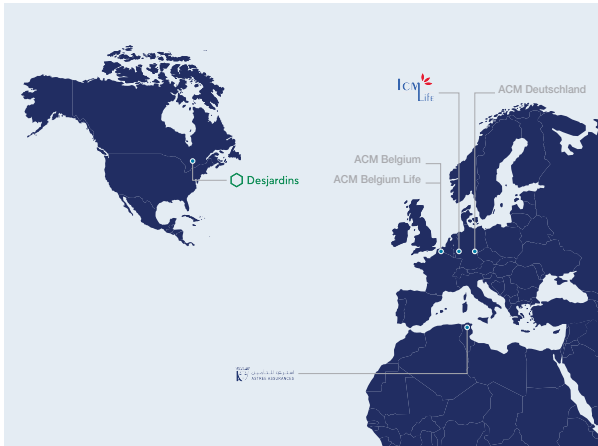 ICM
Life
ACM Deutschland
ACM Belgium
ACM Belgium Life
Desjardins
ASTREE ASSURANCES